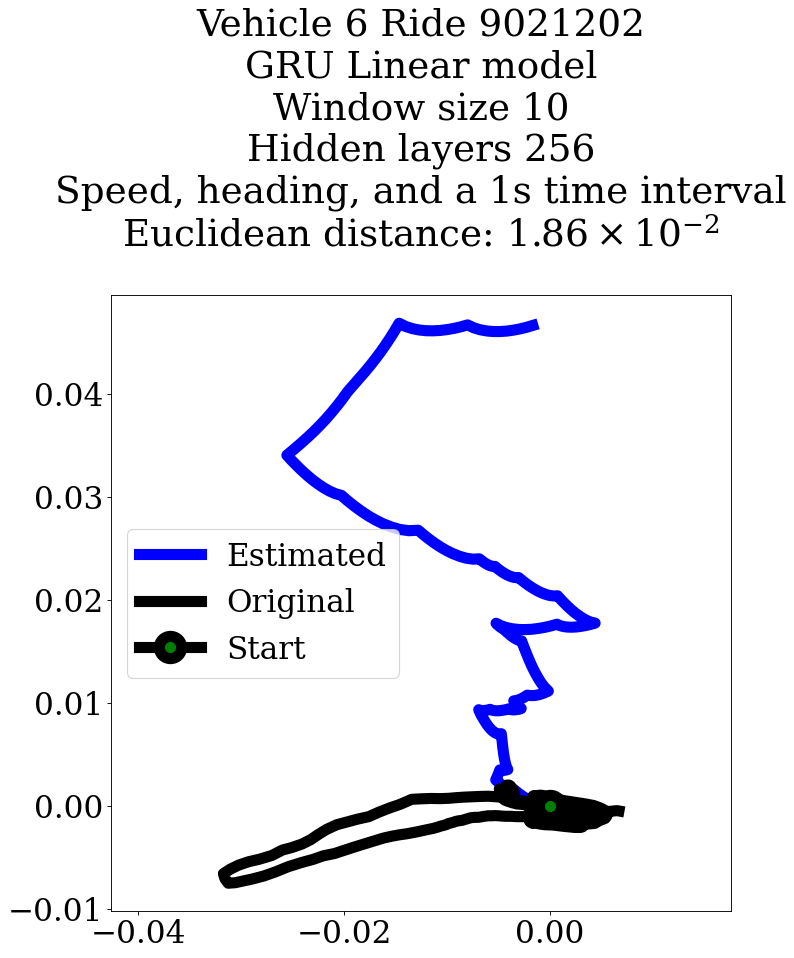 Vehicle 6 Ride 9021202
GRU Linear model
Window size 10
Hidden layers 256
Speed, heading, and a 1s time interval
Euclidean distance: 1.86 × 10⁻²
0.04
0.03
0.02
0.01
0.00
−0.01
Estimated
Original
Start
−0.04
−0.02
0.00